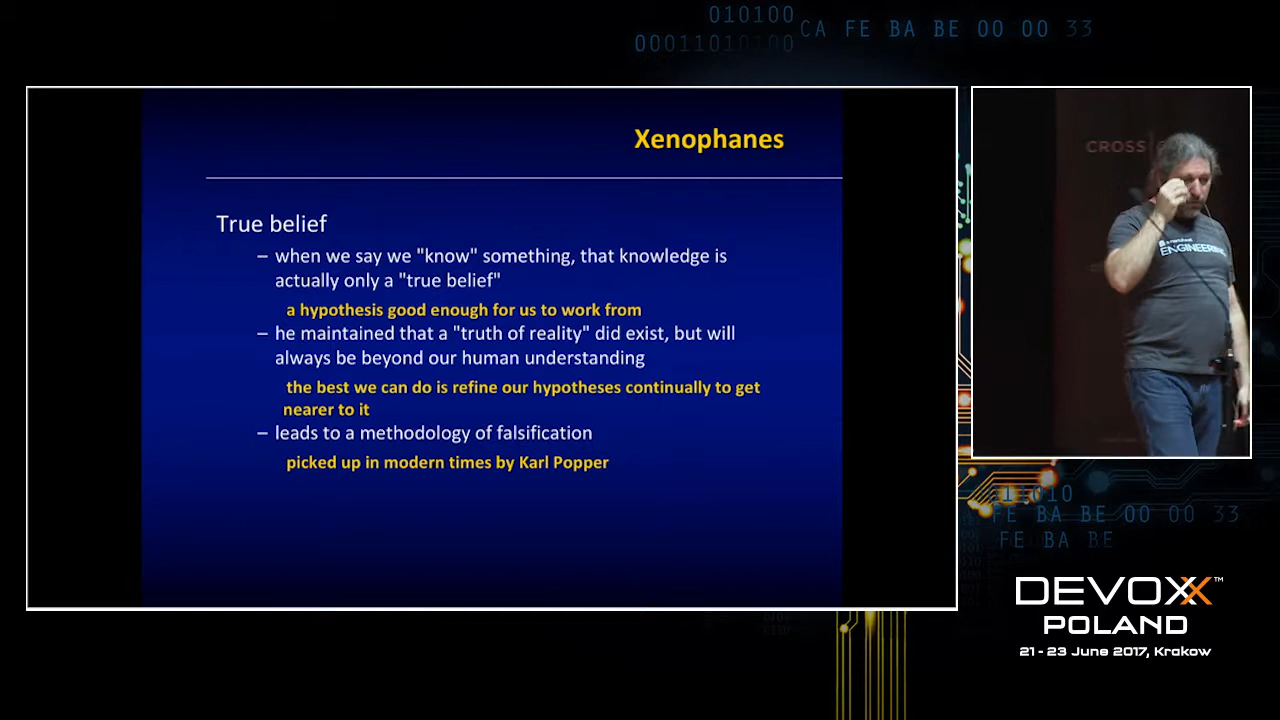 010100
CA FE BA BE 00 00 33
00011010100
Xenophanes
True belief
– when we say we "know" something, that knowledge is
actually only a "true belief"
a hypothesis good enough for us to work from
– he maintained that a "truth of reality" did exist, but will
always be beyond our human understanding
the best we can do is refine our hypotheses continually to get
nearer to it
– leads to a methodology of falsification
picked up in modern times by Karl Popper
CROSS
ENGINEERING
111010
FE BA BE 00 00 33
FE BA BE
DEVOXX™
POLAND
21 - 23 June 2017, Krakow